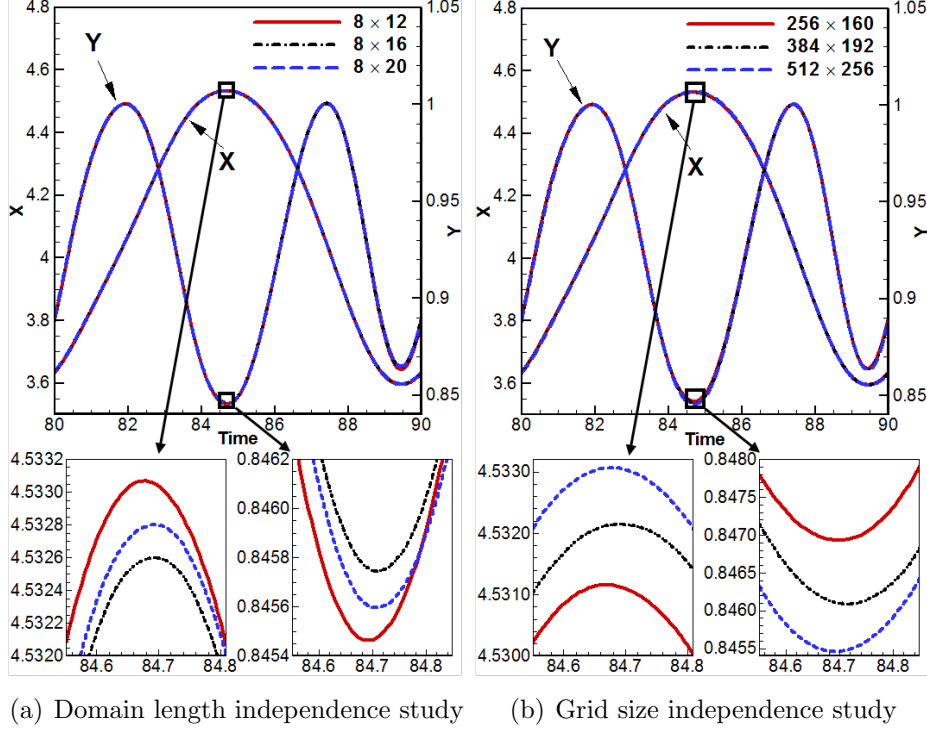 4.8
4.6
4.4
4.2
4
3.8
3.6
X
1.05
1
0.95
0.9
0.85
Y
80 82 84 86 88 90
Time
8 × 12
8 × 16
8 × 20
Y
X
4.5332
4.5330
4.5328
4.5326
4.5324
4.5322
4.5320
84.6 84.7 84.8
0.8462
0.8460
0.8458
0.8456
0.8454
84.6 84.7 84.8
(a) Domain length independence study
4.8
4.6
4.4
4.2
4
3.8
3.6
X
1.05
1
0.95
0.9
0.85
Y
80 82 84 86 88 90
Time
256 × 160
384 × 192
512 × 256
Y
X
4.5330
4.5320
4.5310
4.5300
84.6 84.7 84.8
0.8480
0.8475
0.8470
0.8465
0.8460
0.8455
84.6 84.7 84.8
(b) Grid size independence study